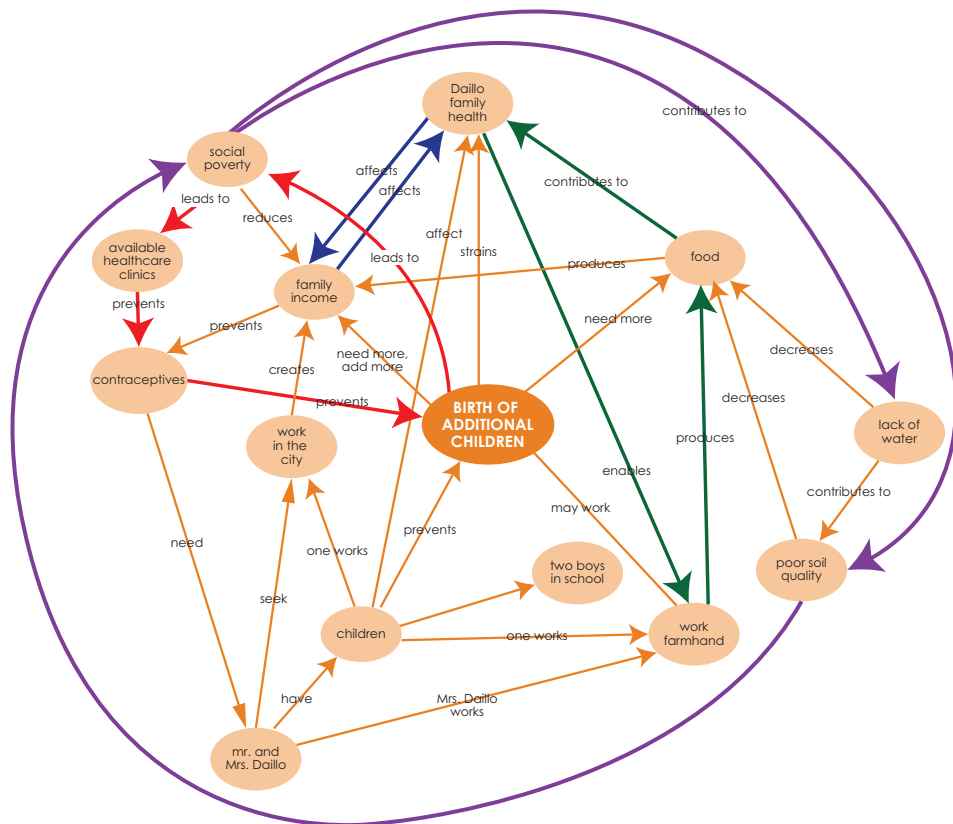 Daillo
family
health
contributes to
social
poverty
affects
contributes to
affects
leads to
reduces
affect
available
healthcare
clinics
leads to
strains
food
produces
family
income
prevents
prevents
need more
need more,
add more
decreases
creates
contraceptives
prevents
decreases
BIRTH OF
ADDITIONAL
CHILDREN
lack of
water
work
in the
city
produces
enables
contributes to
may work
prevents
need
one works
two boys
in school
poor soil
quality
seek
children
one works
work
farmhand
have
Mrs. Daillo
works
mr. and
Mrs. Daillo